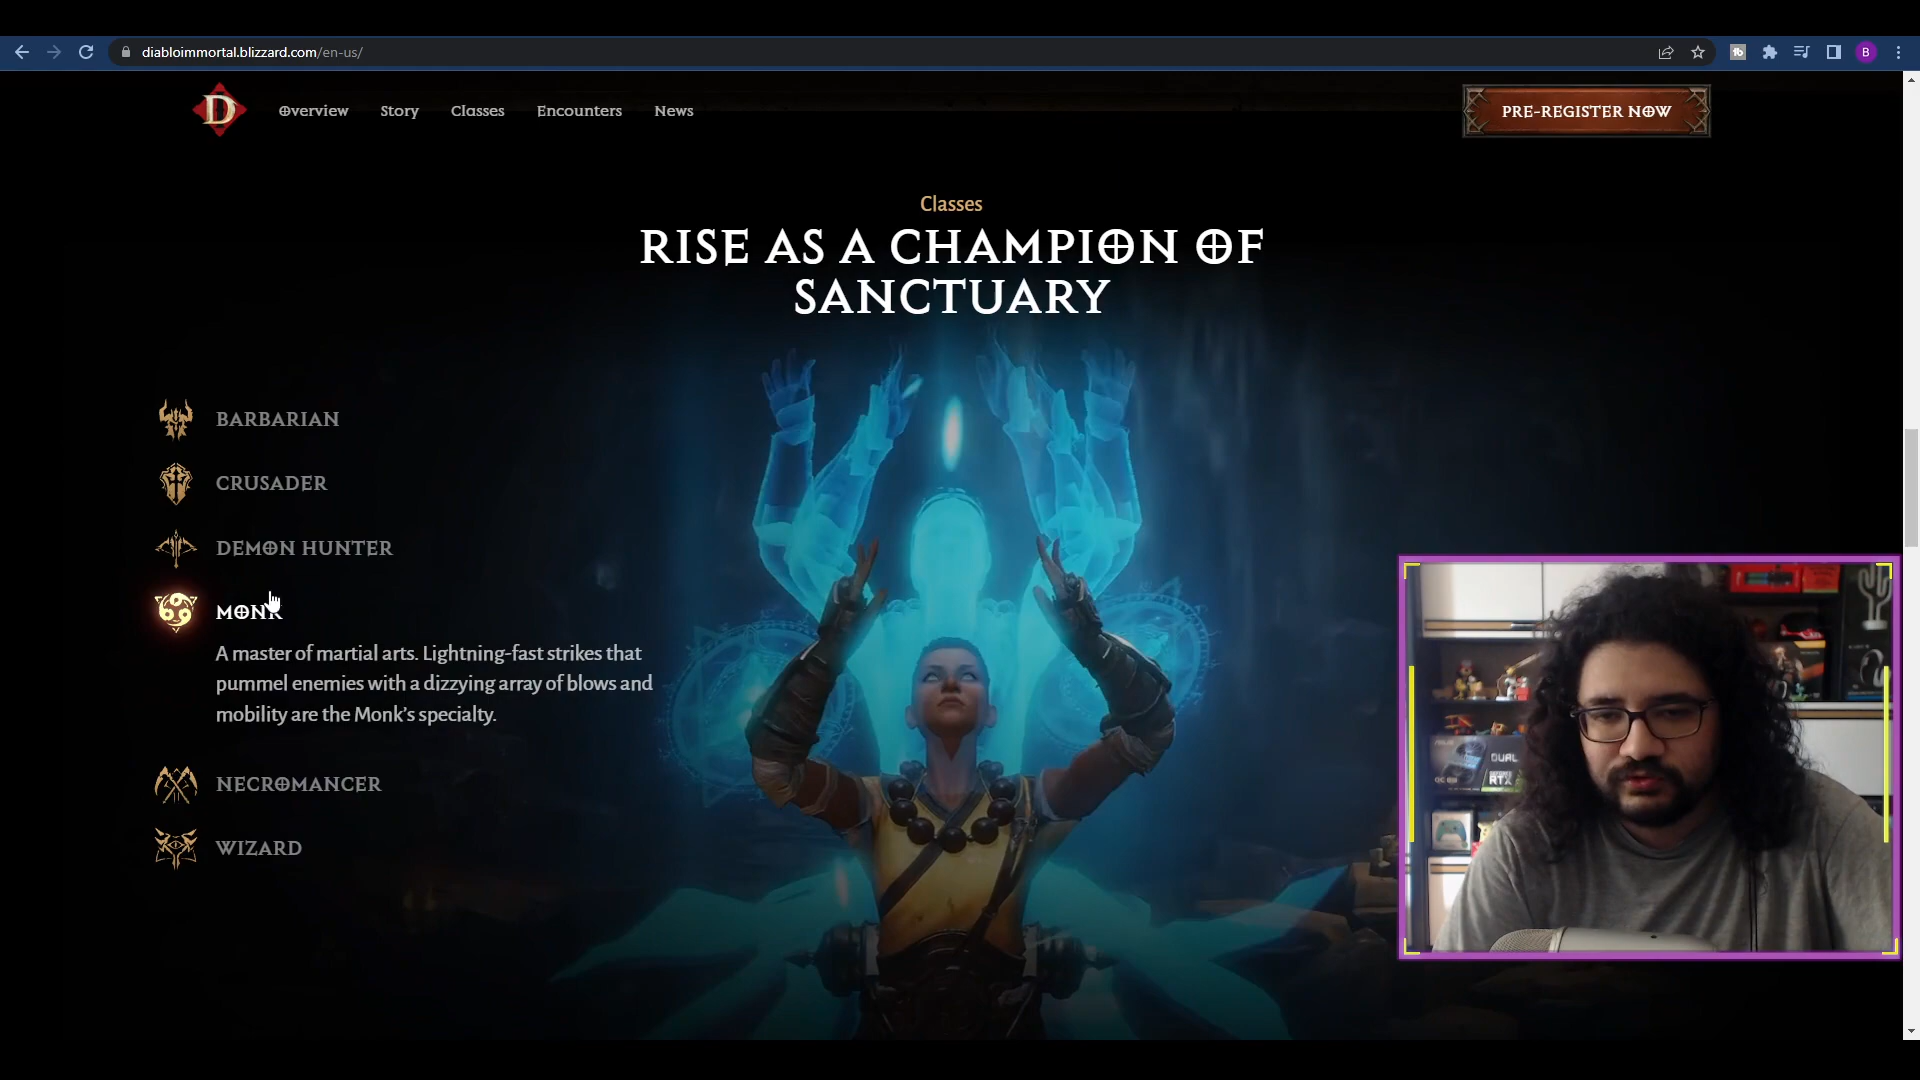 diabloimmortal.blizzard.com/en-us/
B
D
Overview
Story
Classes
Encounters
News
PRE-REGISTER NOW
Classes
RISE AS A CHAMPION OF
SANCTUARY
BARBARIAN
CRUSADER
DEMON HUNTER
MONK
A master of martial arts. Lightning-fast strikes that
pummel enemies with a dizzying array of blows and
mobility are the Monk's specialty.
NECROMANCER
WIZARD
DUAL
RTX